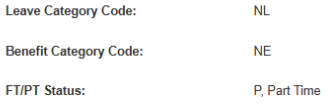 Leave Category Code: NL
Benefit Category Code: NE
FT/PT Status: P, Part Time